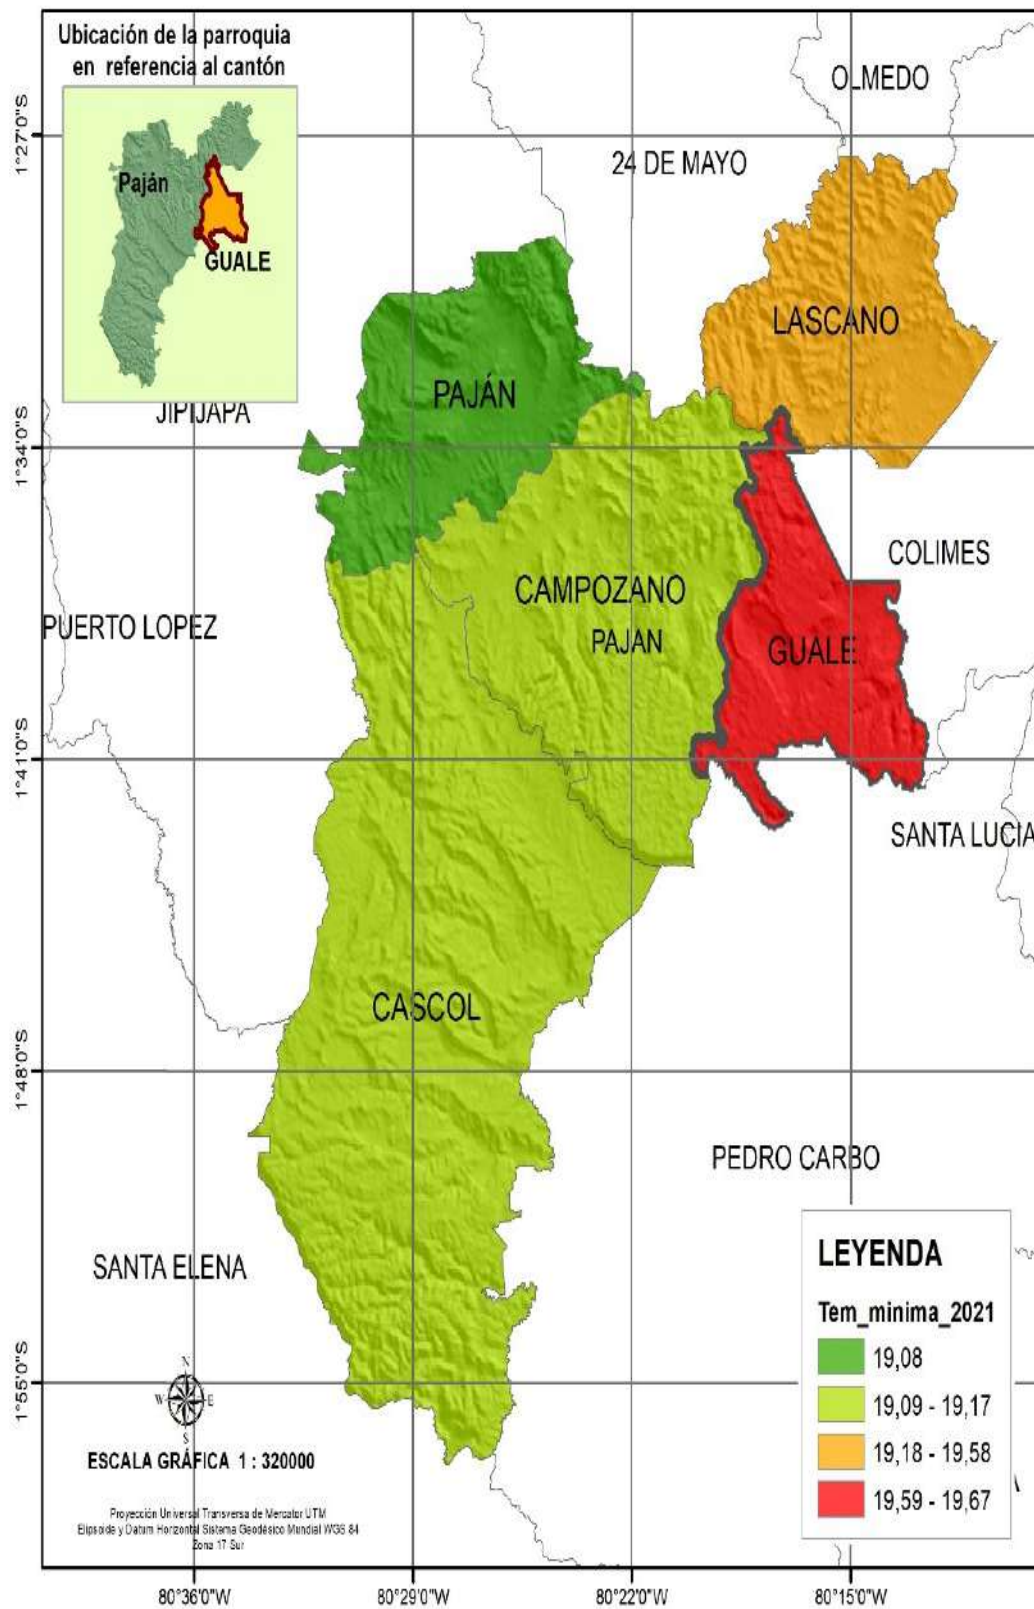 Ubicación de la parroquia
en referencia al cantón
Paján
GUALE
OLMEDO
24 DE MAYO
LASCANO
PAJÁN
JIPIJAPA
COLIMES
CAMPOZANO
PAJAN
PUERTO LOPEZ
GUALE
SANTA LUCIA
CASCOL
PEDRO CARBO
SANTA ELENA
1°27'0"S
1°34'0"S
1°41'0"S
1°48'0"S
1°55'0"S
N
W E
S
ESCALA GRÁFICA 1 : 320000
Proyección Universal Transversa de Mercator UTM
Elipsoide y Datum Horizontal Sistema Geodésico Mundial WGS 84
Zona 17 Sur
LEYENDA
Tem_minima_2021
19,08
19,09 - 19,17
19,18 - 19,58
19,59 - 19,67
80°36'0"W 80°29'0"W 80°22'0"W 80°15'0"W